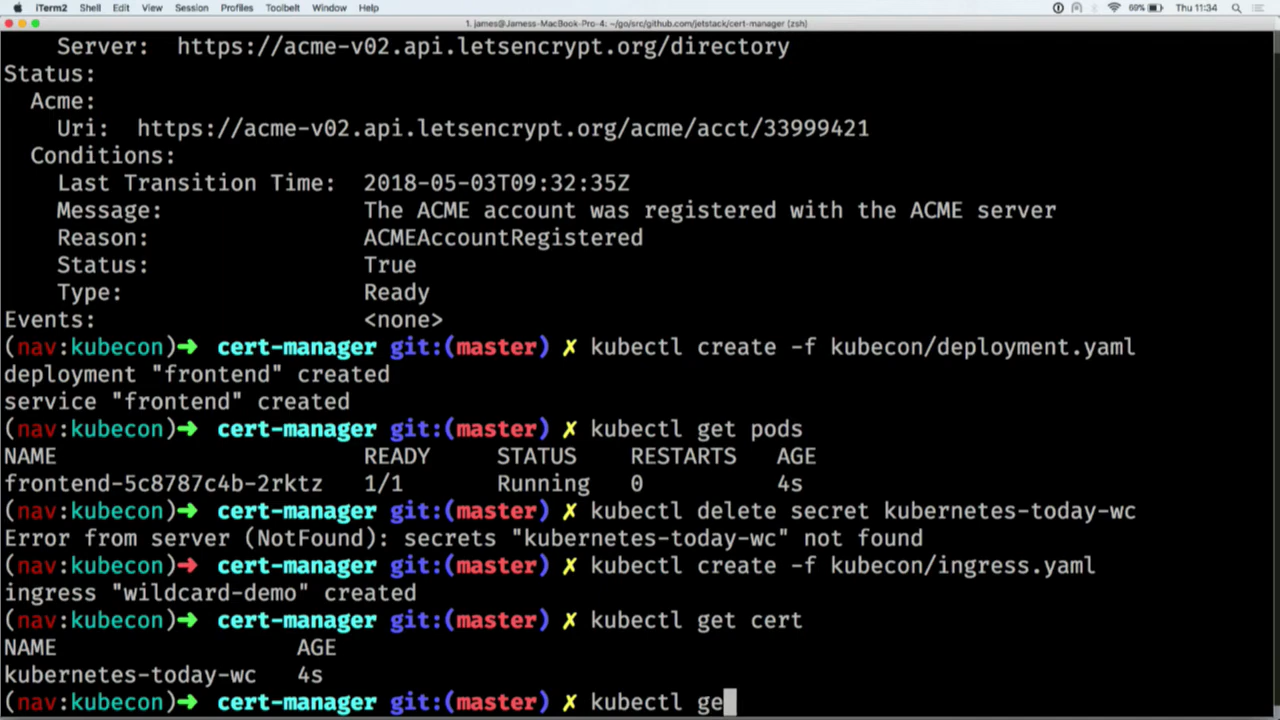 iTerm2 Shell Edit View Session Profiles Toolbelt Window Help 69% Thu 11:34
1. james@Jamess-MacBook-Pro-4: ~/go/src/github.com/jetstack/cert-manager (zsh)
Server: https://acme-v02.api.letsencrypt.org/directory
Status:
Acme:
Uri: https://acme-v02.api.letsencrypt.org/acme/acct/33999421
Conditions:
Last Transition Time: 2018-05-03T09:32:35Z
Message: The ACME account was registered with the ACME server
Reason: ACMEAccountRegistered
Status: True
Type: Ready
Events: <none>
(nav:kubecon)➜ cert-manager git:(master) ✗ kubectl create -f kubecon/deployment.yaml
deployment "frontend" created
service "frontend" created
(nav:kubecon)➜ cert-manager git:(master) ✗ kubectl get pods
NAME READY STATUS RESTARTS AGE
frontend-5c8787c4b-2rktz 1/1 Running 0 4s
(nav:kubecon)➜ cert-manager git:(master) ✗ kubectl delete secret kubernetes-today-wc
Error from server (NotFound): secrets "kubernetes-today-wc" not found
(nav:kubecon)➜ cert-manager git:(master) ✗ kubectl create -f kubecon/ingress.yaml
ingress "wildcard-demo" created
(nav:kubecon)➜ cert-manager git:(master) ✗ kubectl get cert
NAME AGE
kubernetes-today-wc 4s
(nav:kubecon)➜ cert-manager git:(master) ✗ kubectl ge